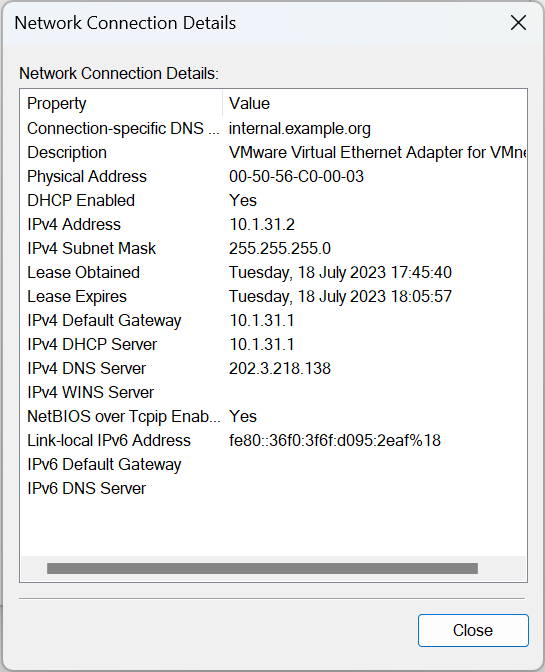 Network Connection Details
Network Connection Details:
Property Value
Connection-specific DNS ... internal.example.org
Description VMware Virtual Ethernet Adapter for VMne
Physical Address 00-50-56-C0-00-03
DHCP Enabled Yes
IPv4 Address 10.1.31.2
IPv4 Subnet Mask 255.255.255.0
Lease Obtained Tuesday, 18 July 2023 17:45:40
Lease Expires Tuesday, 18 July 2023 18:05:57
IPv4 Default Gateway 10.1.31.1
IPv4 DHCP Server 10.1.31.1
IPv4 DNS Server 202.3.218.138
IPv4 WINS Server
NetBIOS over Tcpip Enab... Yes
Link-local IPv6 Address fe80::36f0:3f6f:d095:2eaf%18
IPv6 Default Gateway
IPv6 DNS Server
Close